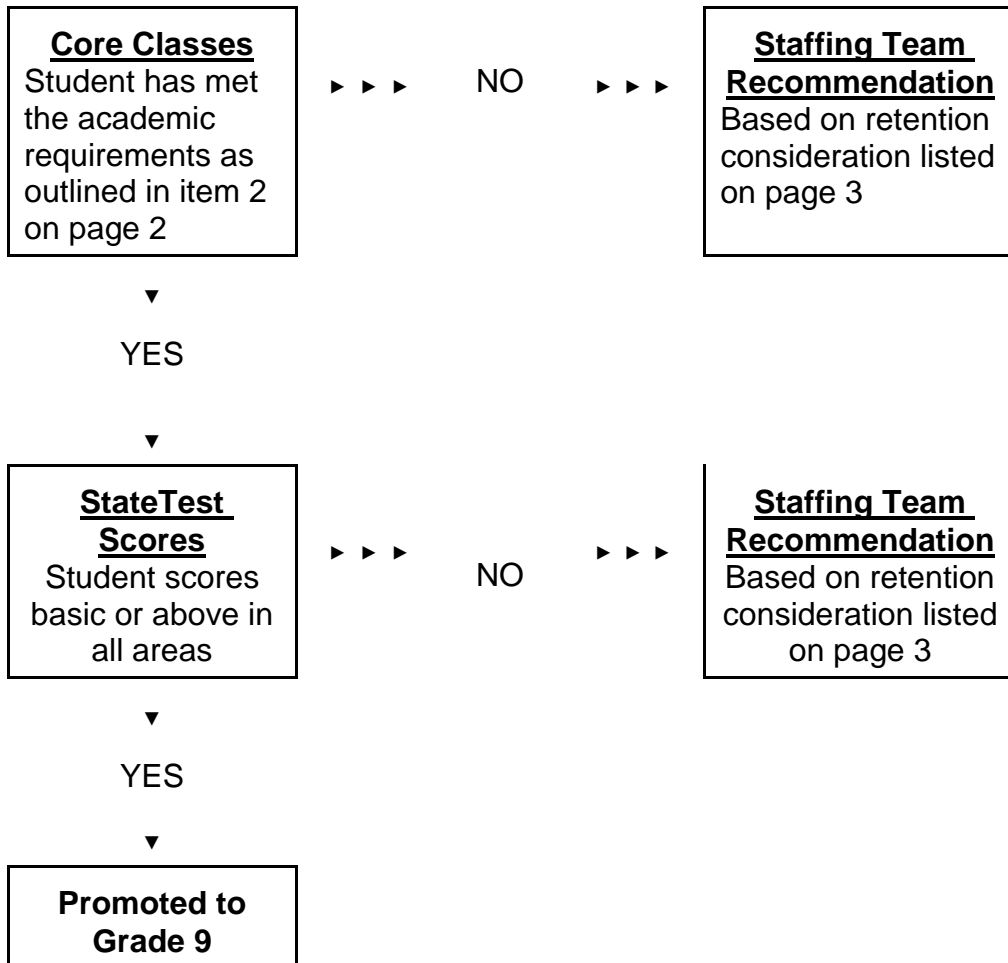 Core Classes
Student has met
the academic
requirements as
outlined in item 2
on page 2
► ► ► NO ► ► ►
Staffing Team
Recommendation
Based on retention
consideration listed
on page 3
▼
YES
▼
StateTest
Scores
Student scores
basic or above in
all areas
► ► ► NO ► ► ►
Staffing Team
Recommendation
Based on retention
consideration listed
on page 3
▼
YES
▼
Promoted to
Grade 9